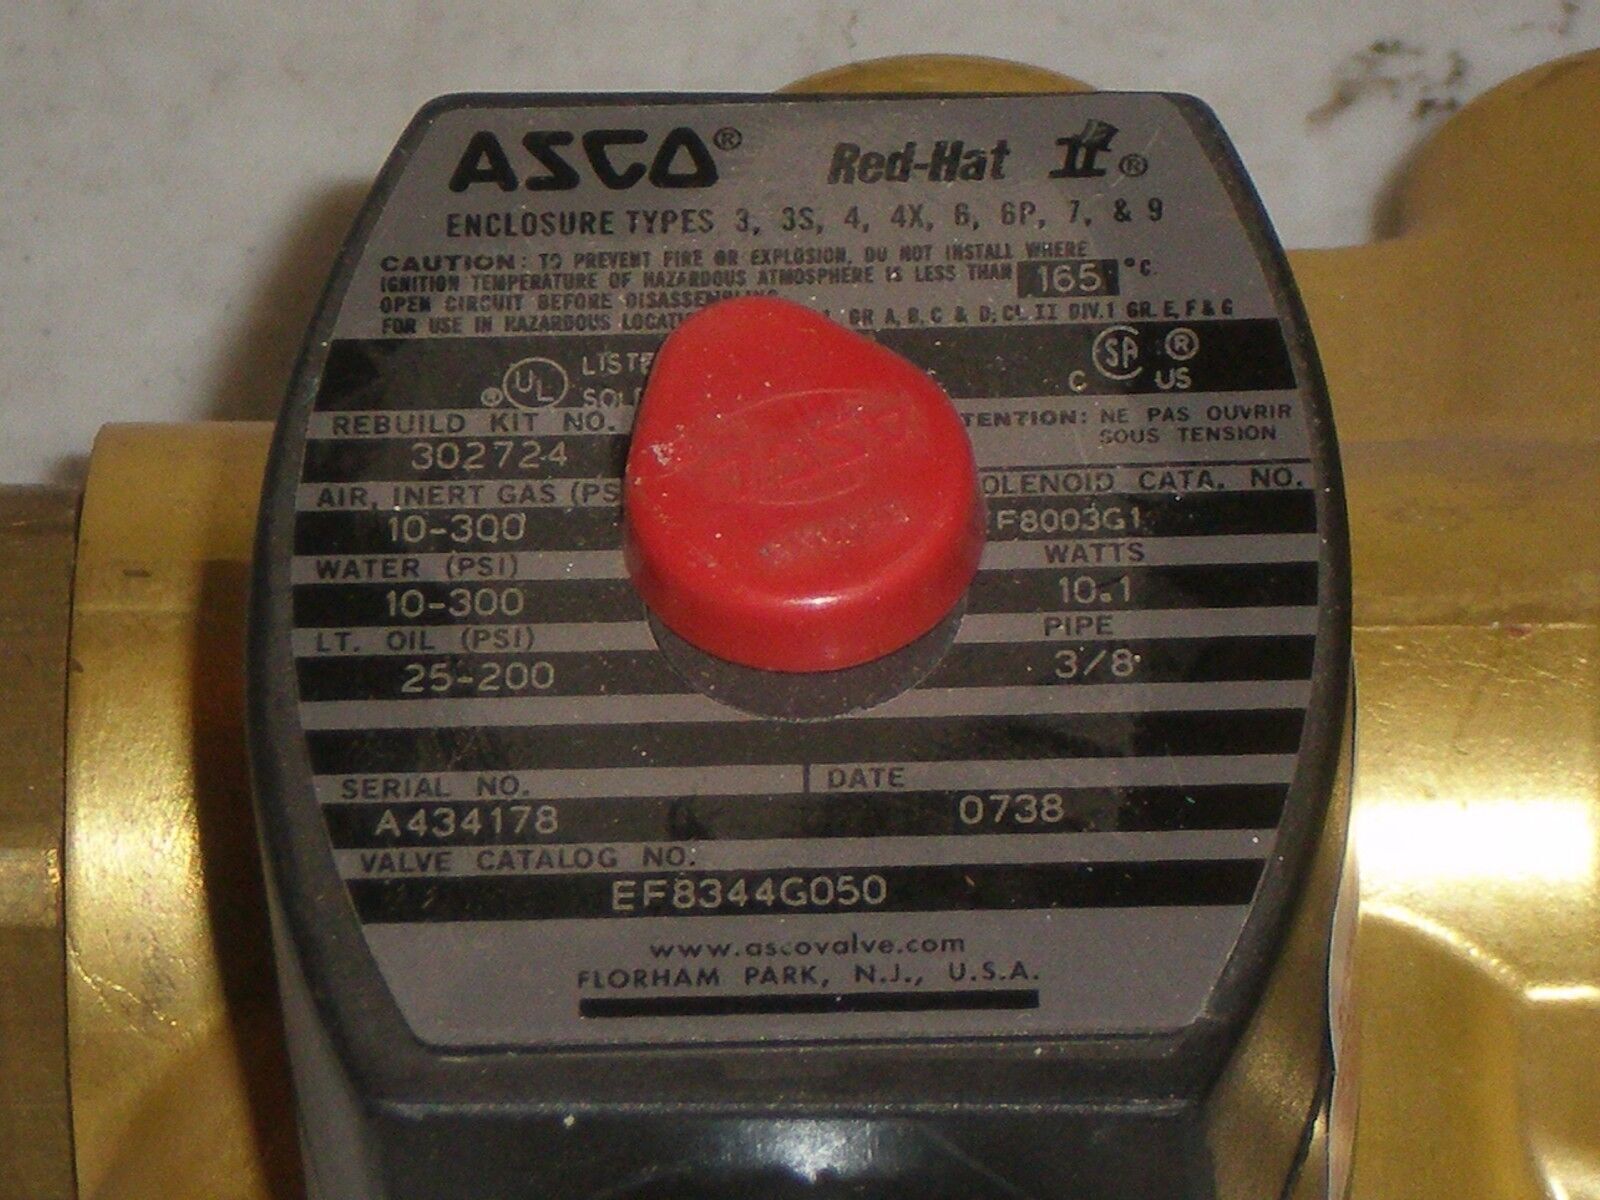 ASCO® Red-Hat II®
ENCLOSURE TYPES 3, 3S, 4, 4X, 6, 6P, 7, & 9
CAUTION: TO PREVENT FIRE OR EXPLOSION, DO NOT INSTALL WHERE
IGNITION TEMPERATURE OF HAZARDOUS ATMOSPHERE IS LESS THAN 165 °C.
OPEN CIRCUIT BEFORE DISASSEMBLING
FOR USE IN HAZARDOUS GR A, B, C & D; CL. II DIV.1 GR. E, F & G
® UL LISTE
SOL
C SA ® US
REBUILD KIT NO.
302724
TENTION: NE PAS OUVRIR
SOUS TENSION
AIR, INERT GAS (PS
10-300
OLENOID CATA. NO.
F8003G1
WATER (PSI)
10-300
WATTS
10.1
LT. OIL (PSI)
25-200
PIPE
3/8
SERIAL NO.
A434178
DATE
0738
VALVE CATALOG NO.
EF8344G050
www.ascovalve.com
FLORHAM PARK, N.J., U.S.A.